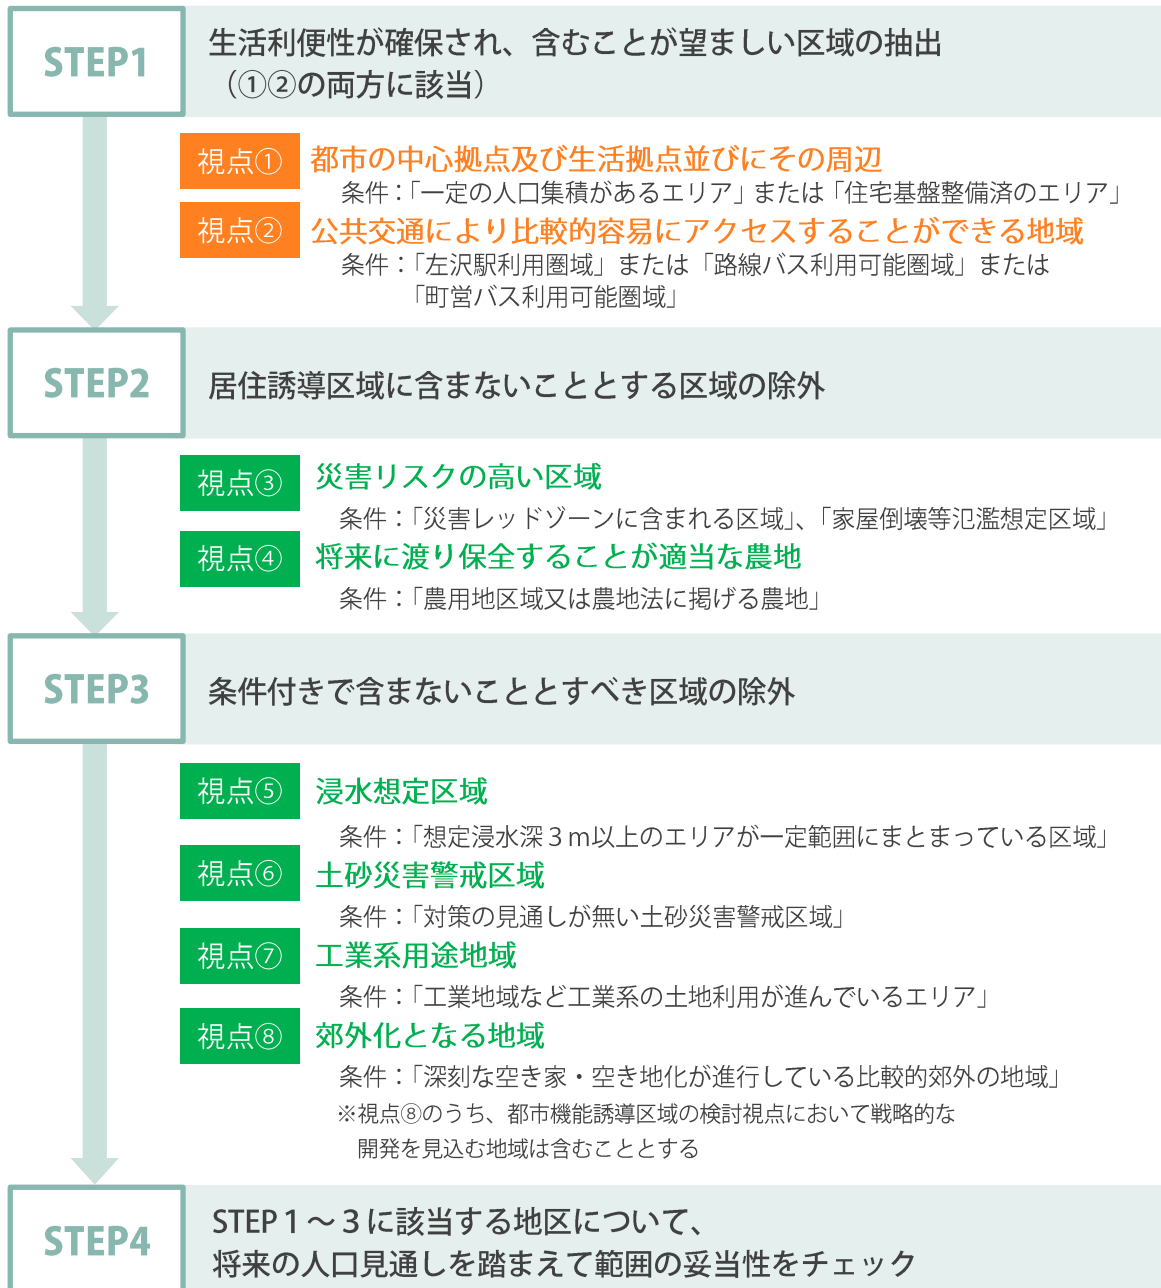 STEP1
生活利便性が確保され、含むことが望ましい区域の抽出
（①②の両方に該当）
視点①
都市の中心拠点及び生活拠点並びにその周辺
条件：「一定の人口集積があるエリア」または「住宅基盤整備済のエリア」
視点②
公共交通により比較的容易にアクセスすることができる地域
条件：「左沢駅利用圏域」または「路線バス利用可能圏域」または
「町営バス利用可能圏域」
STEP2
居住誘導区域に含まないこととする区域の除外
視点③
災害リスクの高い区域
条件：「災害レッドゾーンに含まれる区域」、「家屋倒壊等氾濫想定区域」
視点④
将来に渡り保全することが適当な農地
条件：「農用地区域又は農地法に掲げる農地」
STEP3
条件付きで含まないこととすべき区域の除外
視点⑤
浸水想定区域
条件：「想定浸水深３ｍ以上のエリアが一定範囲にまとまっている区域」
視点⑥
土砂災害警戒区域
条件：「対策の見通しが無い土砂災害警戒区域」
視点⑦
工業系用途地域
条件：「工業地域など工業系の土地利用が進んでいるエリア」
視点⑧
郊外化となる地域
条件：「深刻な空き家・空き地化が進行している比較的郊外の地域」
※視点⑧のうち、都市機能誘導区域の検討視点において戦略的な
開発を見込む地域は含むこととする
STEP4
STEP１～３に該当する地区について、
将来の人口見通しを踏まえて範囲の妥当性をチェック